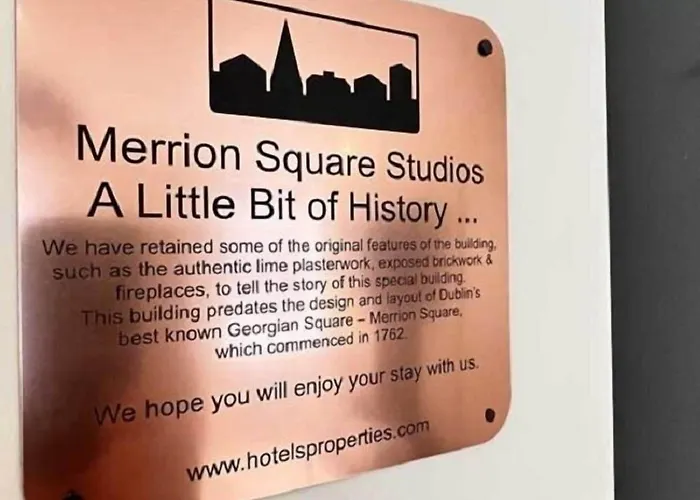 Merrion Square Studios
A Little Bit of History ...
We have retained some of the original features of the building,
such as the authentic lime plasterwork, exposed brickwork &
fireplaces, to tell the story of this special building.
This building predates the design and layout of Dublin's
best known Georgian Square – Merrion Square,
which commenced in 1762.
We hope you will enjoy your stay with us.
www.hotelsproperties.com